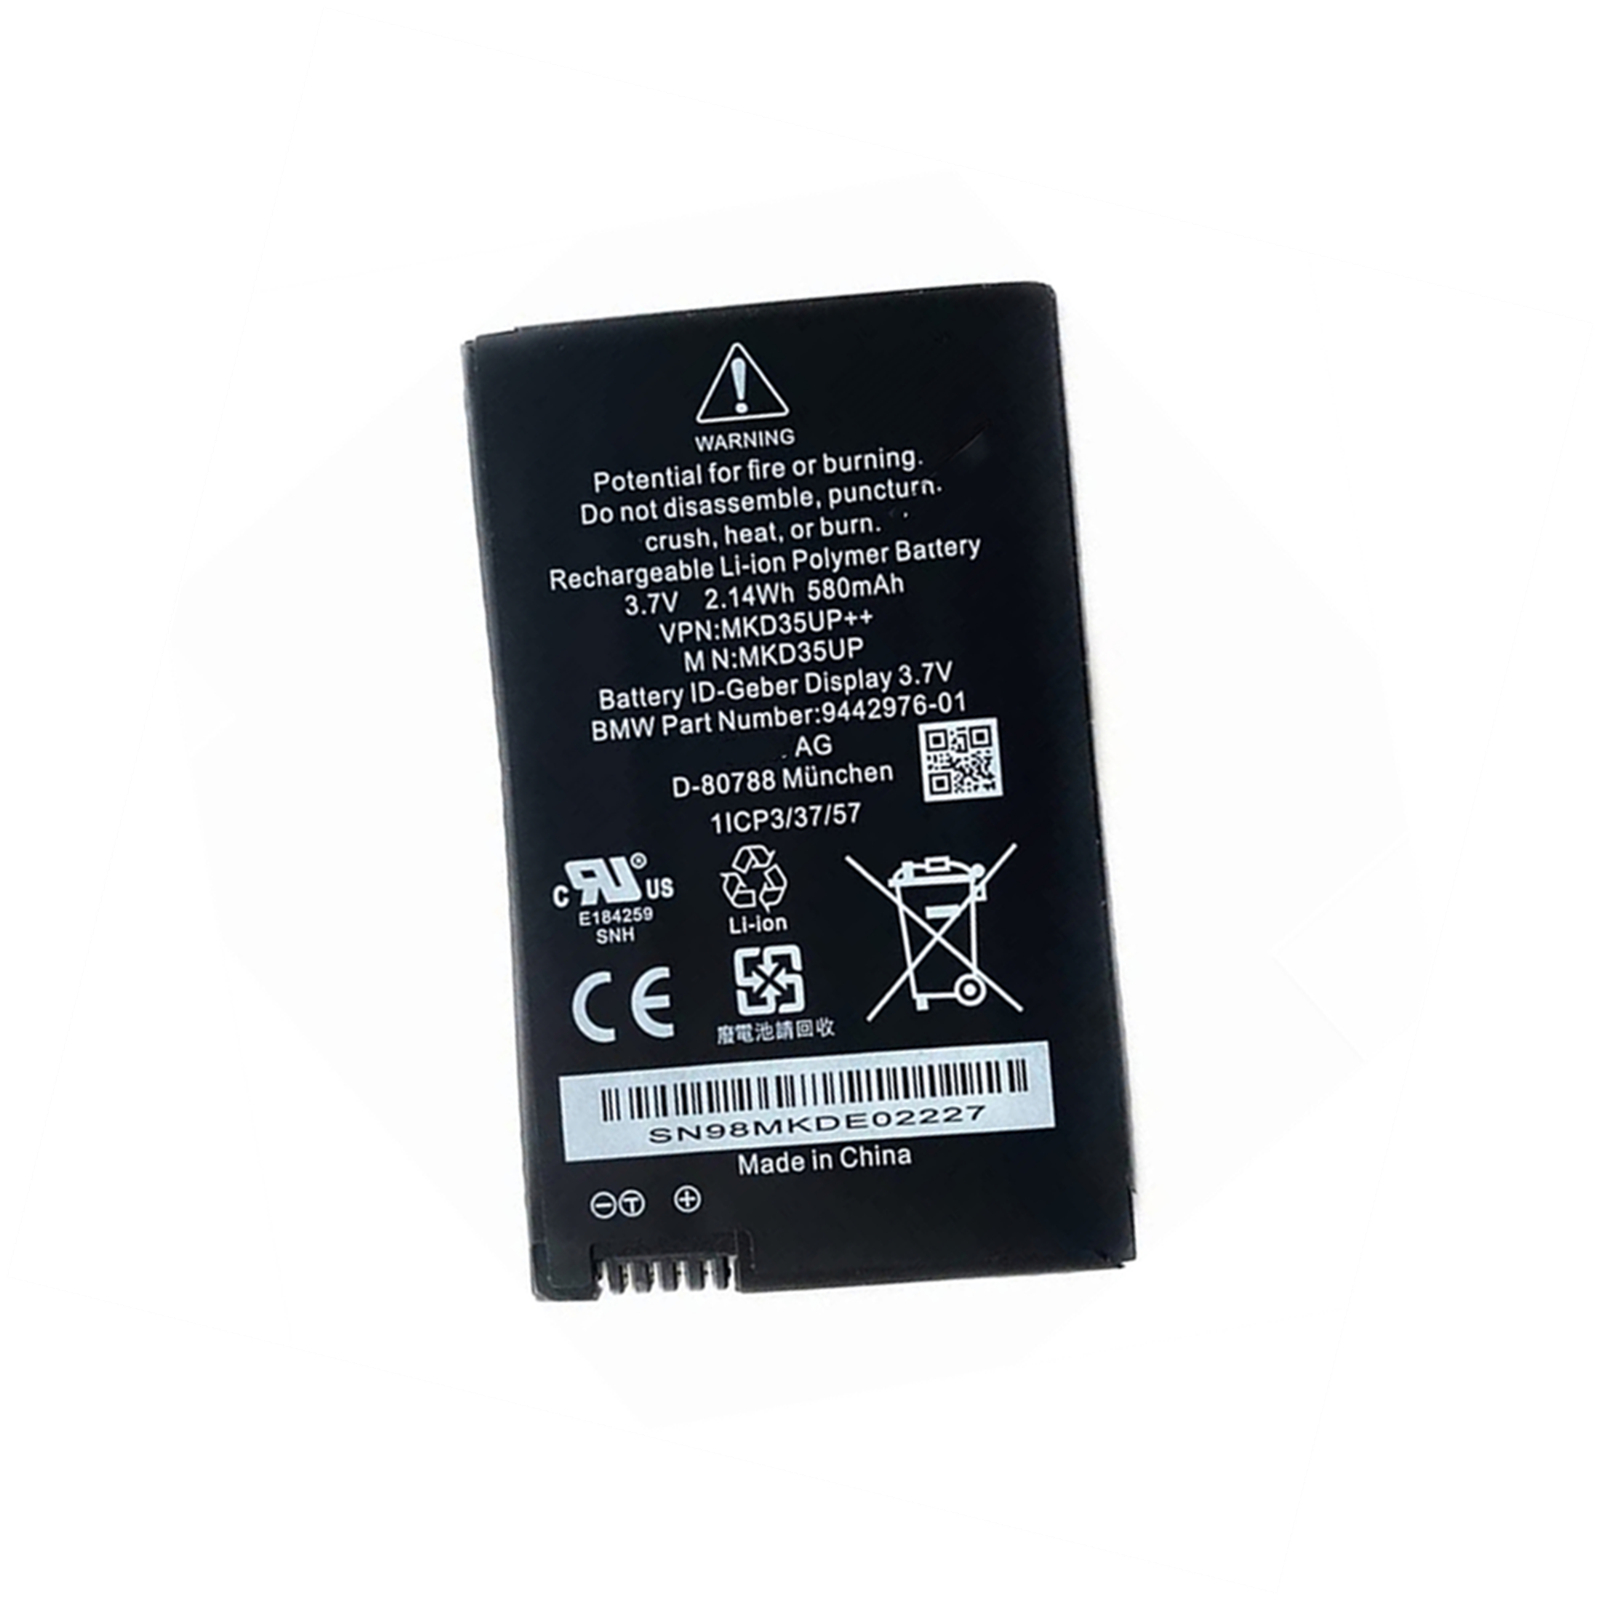 WARNING
Potential for fire or burning.
Do not disassemble, puncturn.
crush, heat, or burn.
Rechargeable Li-ion Polymer Battery
3.7V 2.14Wh 580mAh
VPN:MKD35UP++
M N:MKD35UP
Battery ID-Geber Display 3.7V
BMW Part Number:9442976-01
AG
D-80788 München
1ICP3/37/57
C RU® US
E184259
SNH
Li-ion
CE
廢電池請回收
SN98MKDE02227
Made in China
⊖Ⓣ ⊕